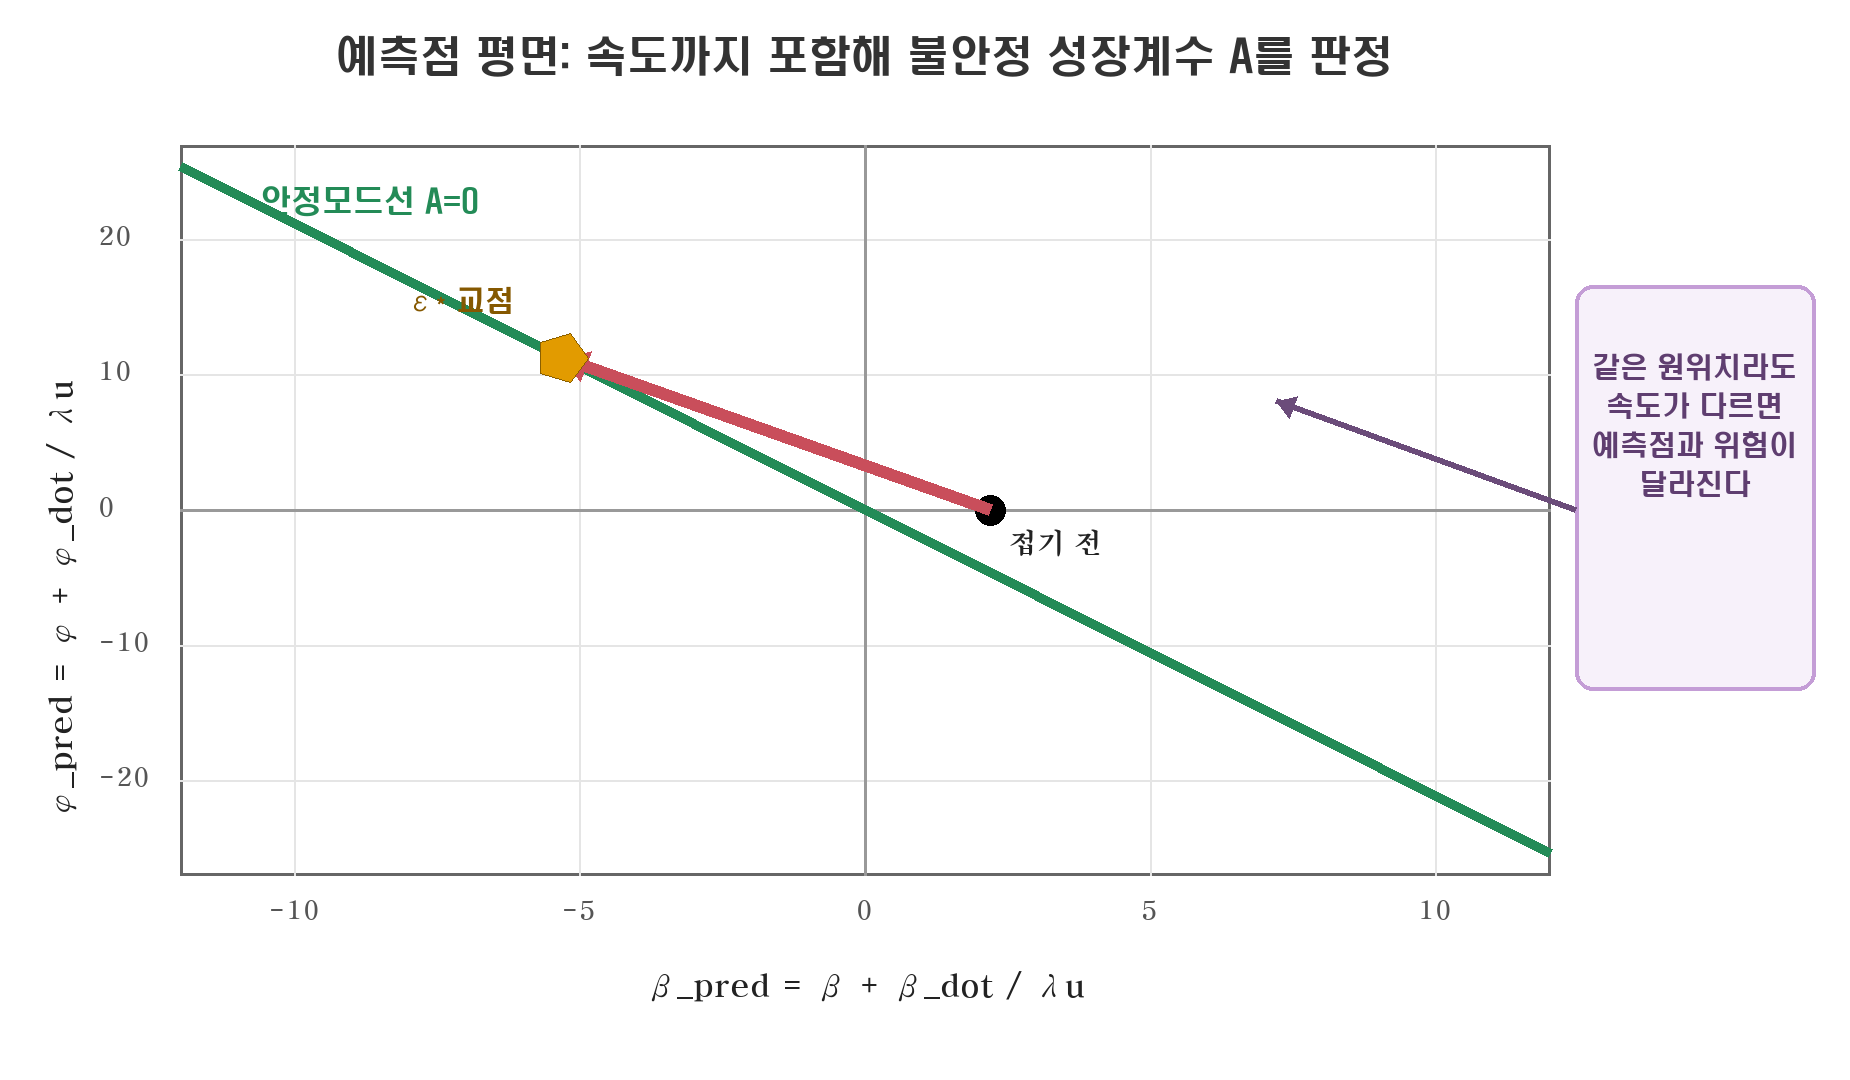 예측점 평면: 속도까지 포함해 불안정 성장계수 A를 판정
안정모드선 A=0
ε* 교점
접기 전
같은 원위치라도
속도가 다르면
예측점과 위험이
달라진다
20
10
0
-10
-20
φ_pred = φ + φ_dot / λu
-10
-5
0
5
10
β_pred = β + β_dot / λu